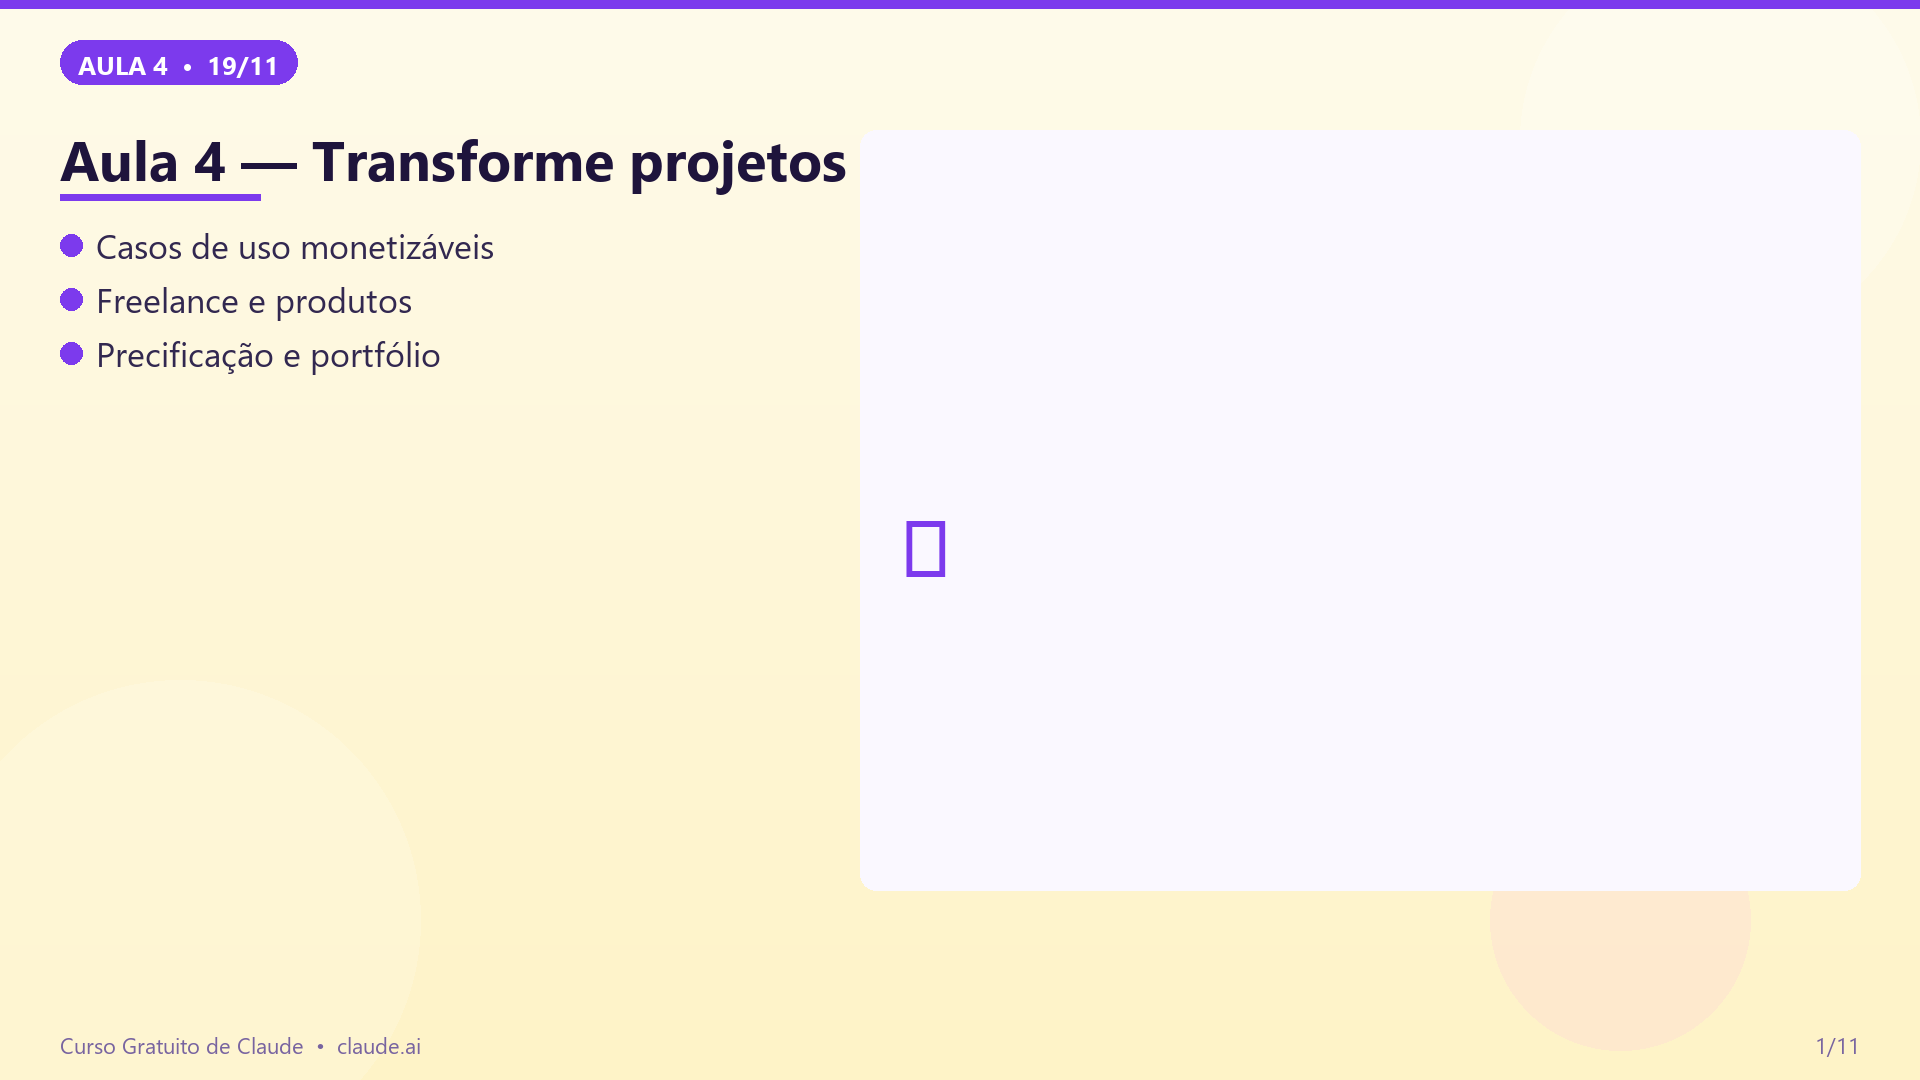 AULA 4 • 19/11
Aula 4 — Transforme projetos
Casos de uso monetizáveis
Freelance e produtos
Precificação e portfólio
Curso Gratuito de Claude • claude.ai
1/11